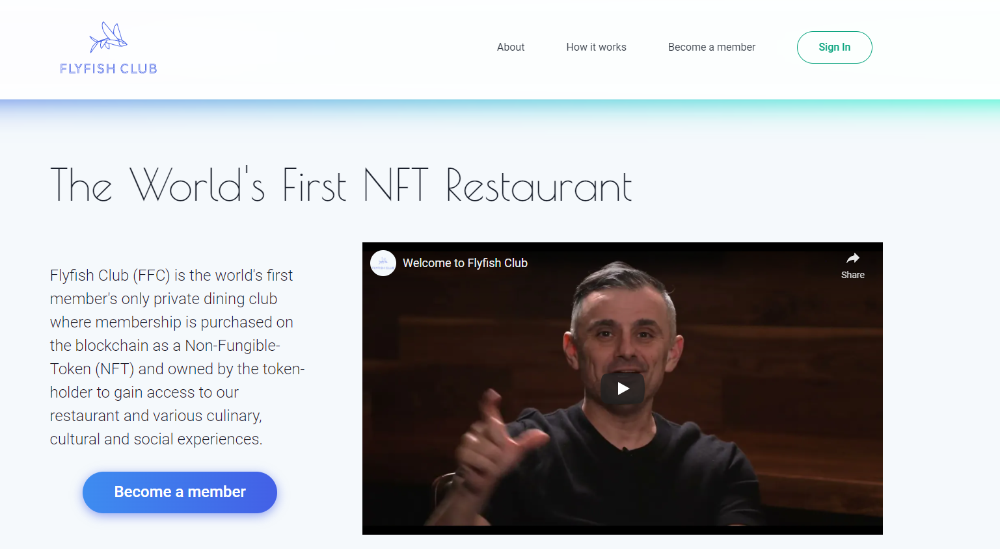 FLYFISH CLUB
About
How it works
Become a member
Sign In
The World's First NFT Restaurant
Flyfish Club (FFC) is the world's first
member's only private dining club
where membership is purchased on
the blockchain as a Non-Fungible-
Token (NFT) and owned by the token-
holder to gain access to our
restaurant and various culinary,
cultural and social experiences.
Become a member
FLYFISH CLUB
Welcome to Flyfish Club
Share